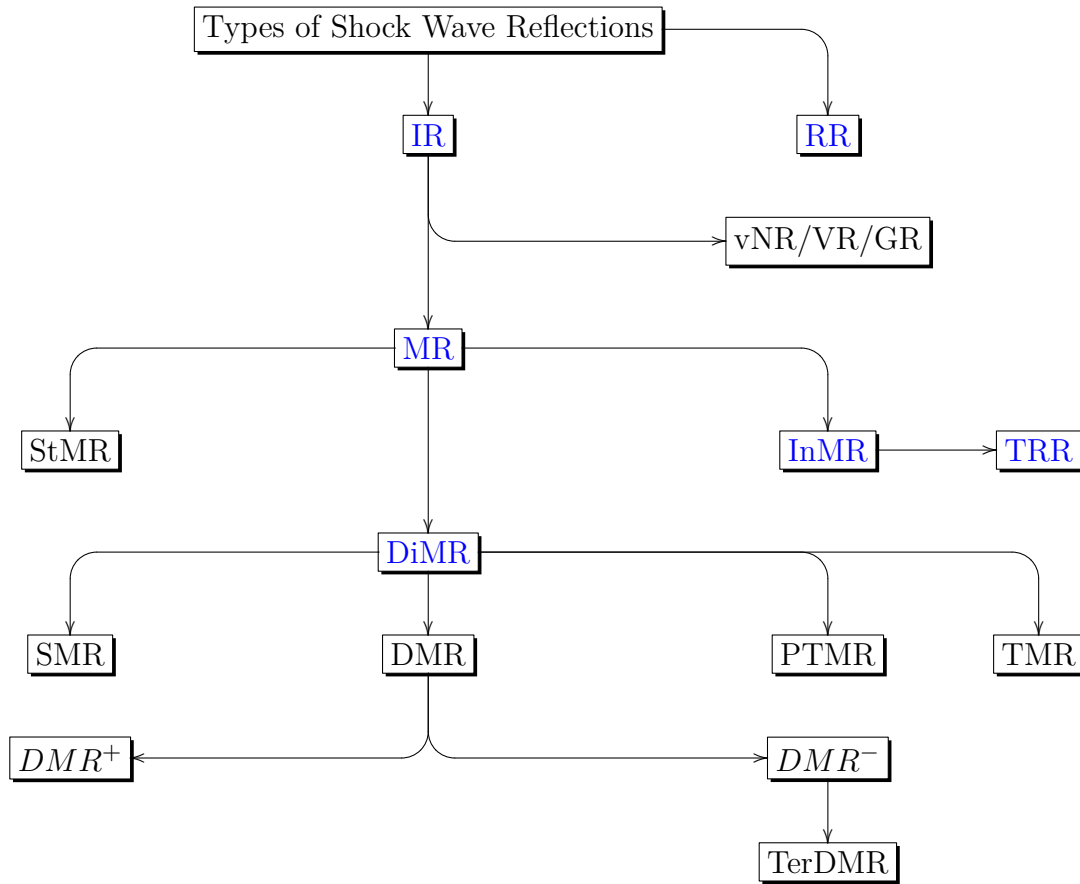 Types of Shock Wave Reflections
IR
RR
vNR/VR/GR
MR
StMR
InMR
TRR
DiMR
SMR
DMR
PTMR
TMR
DMR⁺
DMR⁻
TerDMR